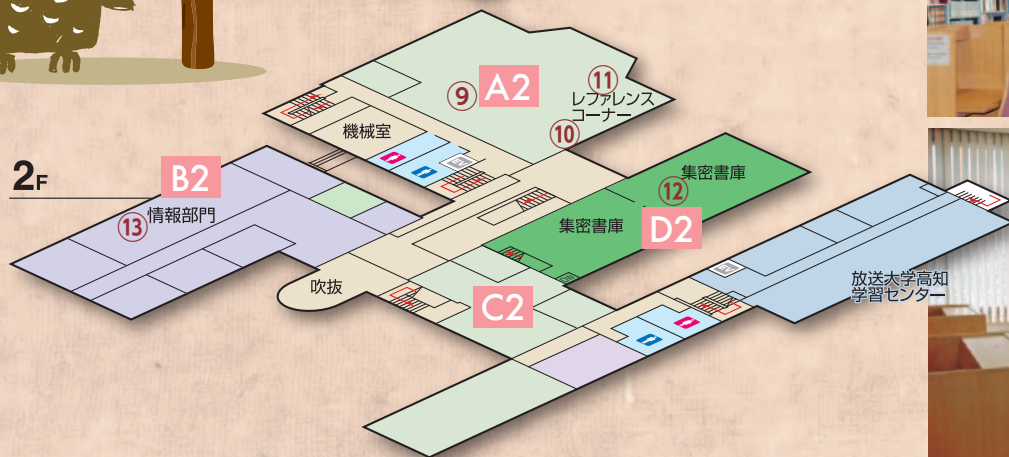 ⑨
A2
⑪
レファレンス
コーナー
⑩
機械室
集密書庫
⑫
2F
B2
⑬
情報部門
集密書庫
D2
放送大学高知
学習センター
吹抜
C2